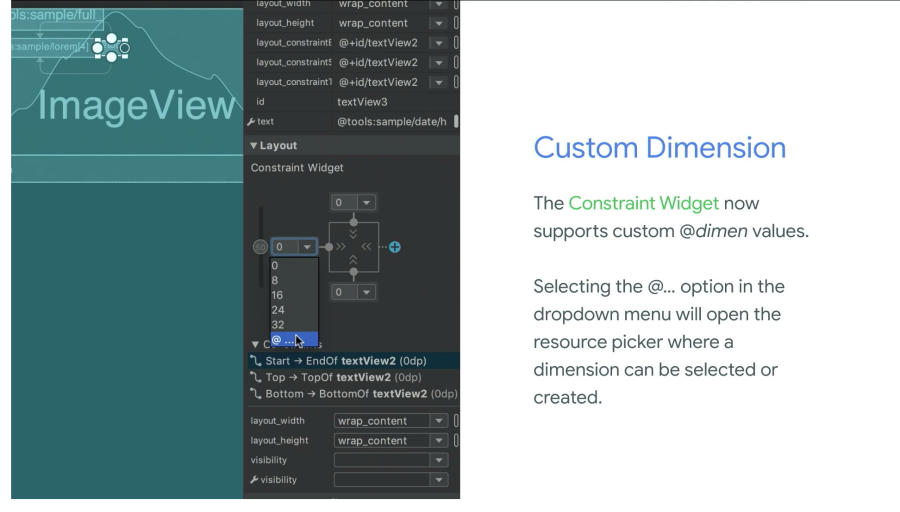 ols:sample/full
s:sample/lorem[4]
ImageView
layout_width wrap_content
layout_height wrap_content
layout_constraintE @+id/textView2
layout_constraintS @+id/textView2
layout_constraintT @+id/textView2
id textView3
text @tools:sample/date/h
Layout
Constraint Widget
0
50 0
0
8
16
24
32
@ ...
0
Start → EndOf textView2 (0dp)
Top → TopOf textView2 (0dp)
Bottom → BottomOf textView2 (0dp)
layout_width wrap_content
layout_height wrap_content
visibility
visibility
Custom Dimension
The Constraint Widget now
supports custom @dimen values.
Selecting the @... option in the
dropdown menu will open the
resource picker where a
dimension can be selected or
created.